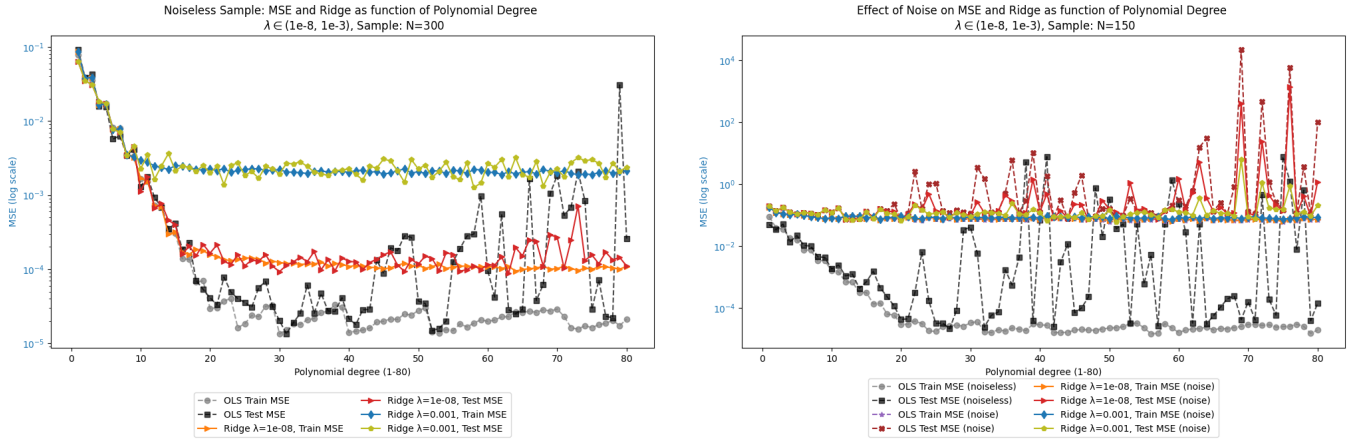 Noiseless Sample: MSE and Ridge as function of Polynomial Degree
λ ∈ (1e-8, 1e-3), Sample: N=300
MSE (log scale)
10⁻¹
10⁻²
10⁻³
10⁻⁴
10⁻⁵
0 10 20 30 40 50 60 70 80
Polynomial degree (1-80)
OLS Train MSE
OLS Test MSE
Ridge λ=1e-08, Train MSE
Ridge λ=1e-08, Test MSE
Ridge λ=0.001, Train MSE
Ridge λ=0.001, Test MSE
Effect of Noise on MSE and Ridge as function of Polynomial Degree
λ ∈ (1e-8, 1e-3), Sample: N=150
MSE (log scale)
10⁴
10²
10⁰
10⁻²
10⁻⁴
0 10 20 30 40 50 60 70 80
Polynomial degree (1-80)
OLS Train MSE (noiseless)
OLS Test MSE (noiseless)
OLS Train MSE (noise)
OLS Test MSE (noise)
Ridge λ=1e-08, Train MSE (noise)
Ridge λ=1e-08, Test MSE (noise)
Ridge λ=0.001, Train MSE (noise)
Ridge λ=0.001, Test MSE (noise)